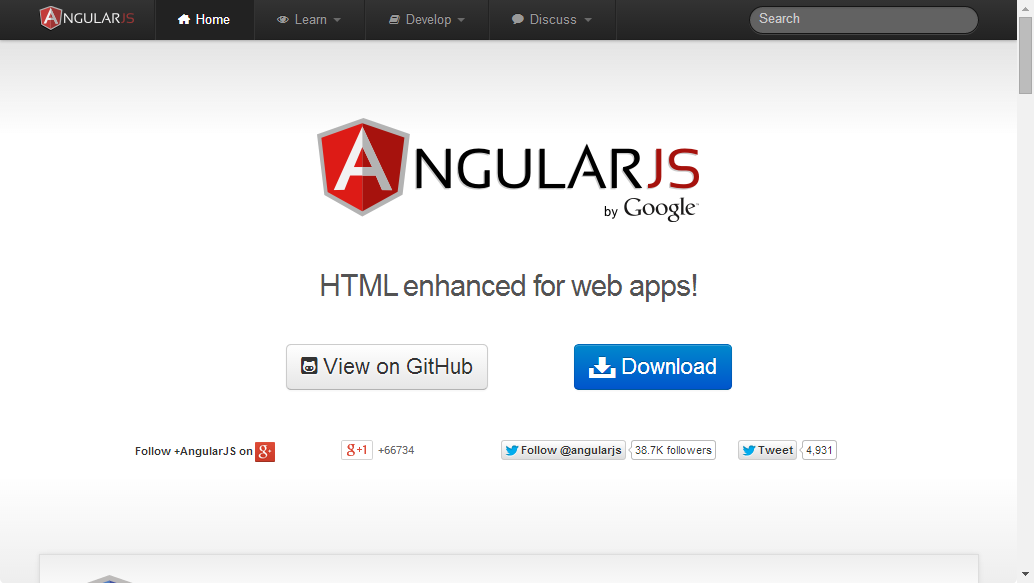 ANGULARJS Home Learn Develop Discuss Search
ANGULARJS
by Google™
HTML enhanced for web apps!
View on GitHub Download
Follow +AngularJS on g+ g+1 +66734 Follow @angularjs 38.7K followers Tweet 4,931